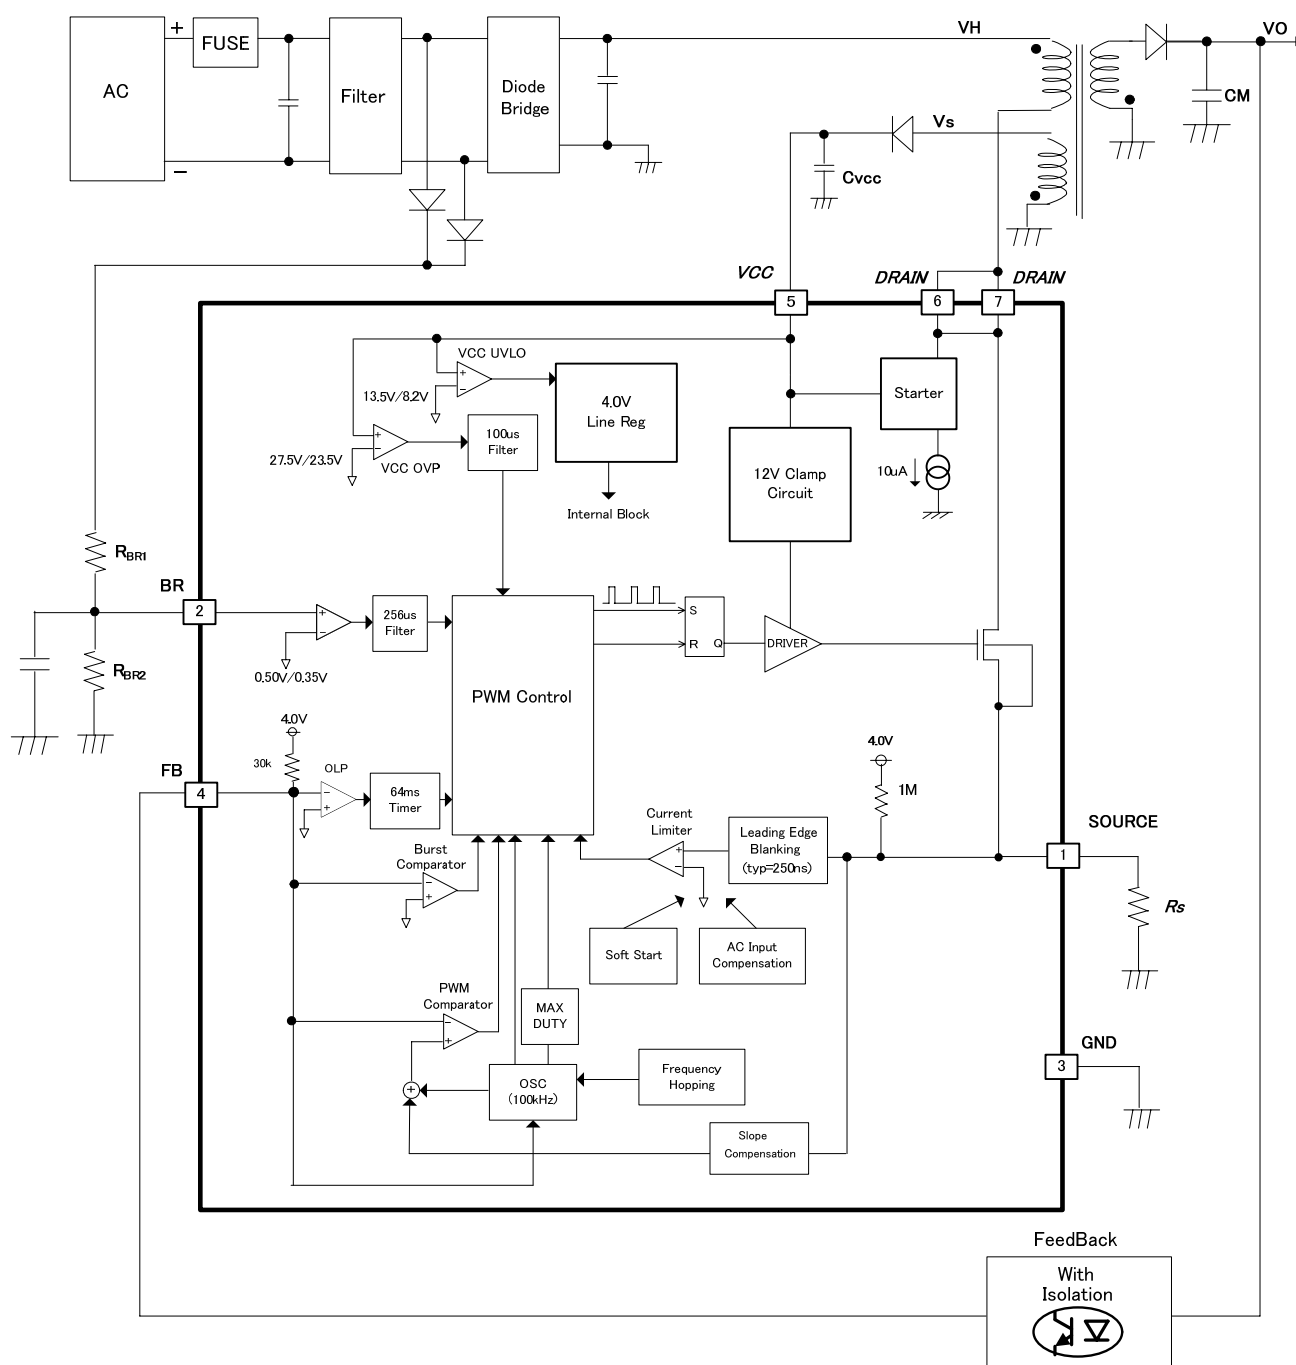 VH
VO
+
FUSE
AC
Filter
Diode
Bridge
−
CM
Vs
Cvcc
VCC
DRAIN
DRAIN
5
6
7
VCC UVLO
+
−
13.5V/8.2V
4.0V
Line Reg
Starter
100us
Filter
+
−
27.5V/23.5V
VCC OVP
12V Clamp
Circuit
10uA
Internal Block
RBR1
BR
2
+
−
256us
Filter
0.50V/0.35V
S
R
Q
DRIVER
RBR2
PWM Control
4.0V
30k
FB
4
OLP
−
+
64ms
Timer
4.0V
1M
Current
Limiter
+
−
Leading Edge
Blanking
(typ=250ns)
SOURCE
1
Rs
Burst
Comparator
−
+
Soft Start
AC Input
Compensation
PWM
Comparator
−
+
MAX
DUTY
GND
3
+
OSC
(100kHz)
Frequency
Hopping
Slope
Compensation
FeedBack
With
Isolation